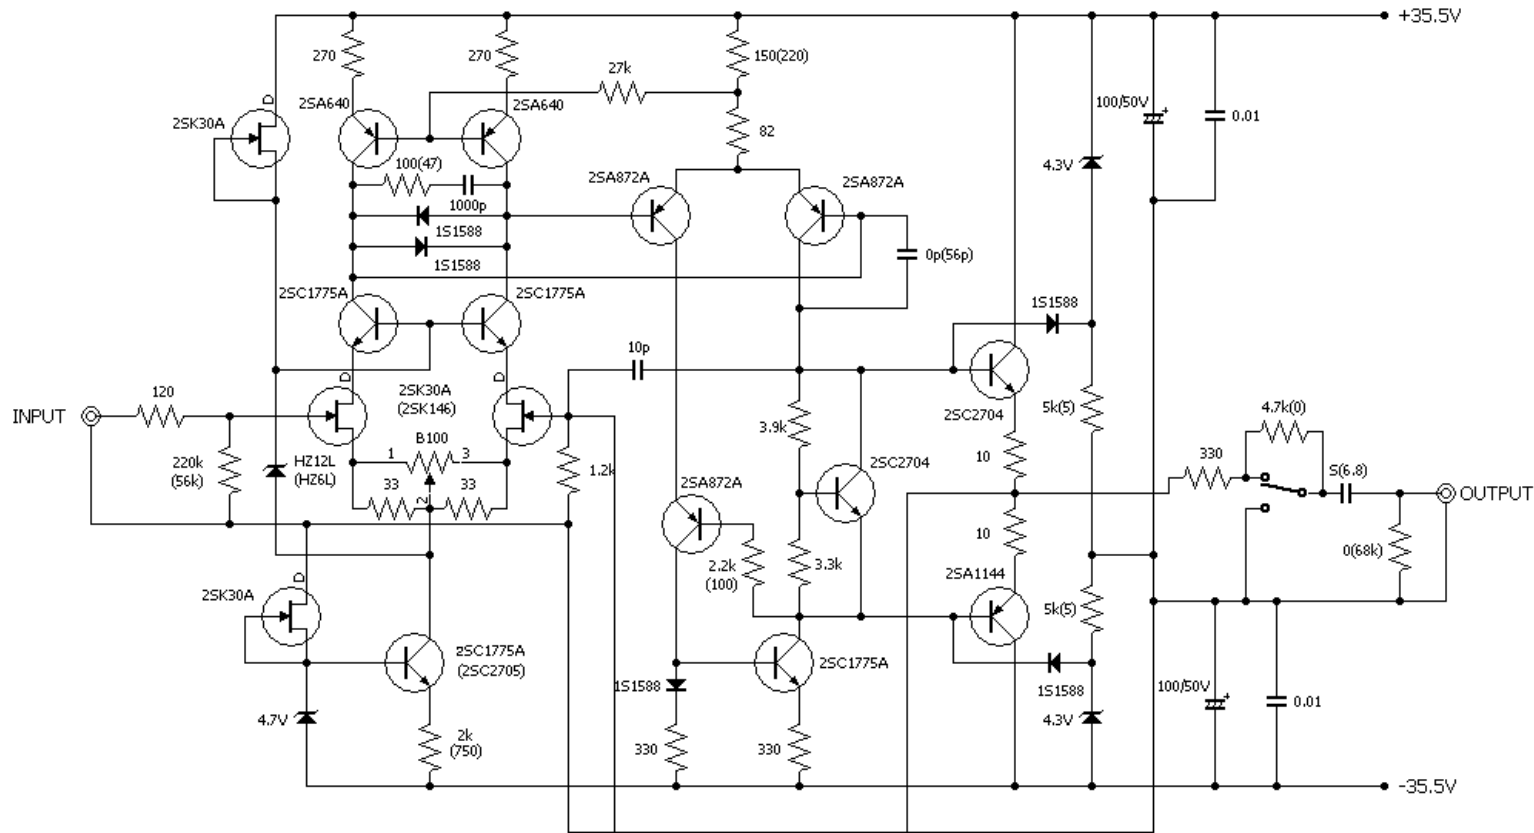 +35.5V
270
270
150(220)
27k
D
2SA640
2SA640
2SK30A
100/50V
+
0.01
82
4.3V
100(47)
1000p
2SA872A
2SA872A
1S1588
1S1588
0p(56p)
2SC1775A
2SC1775A
1S1588
10p
D
D
2SK30A
(2SK146)
INPUT
120
2SC2704
5k(5)
4.7k(0)
B100
1
3
3.9k
10
330
S(6.8)
220k
(56k)
HZ12L
(HZ6L)
1.2k
2SC2704
33
33
2
2SA872A
OUTPUT
10
0(68k)
D
2.2k
(100)
3.3k
2SA1144
2SK30A
5k(5)
2SC1775A
(2SC2705)
2SC1775A
1S1588
1S1588
100/50V
+
0.01
4.7V
4.3V
2k
(750)
330
330
-35.5V